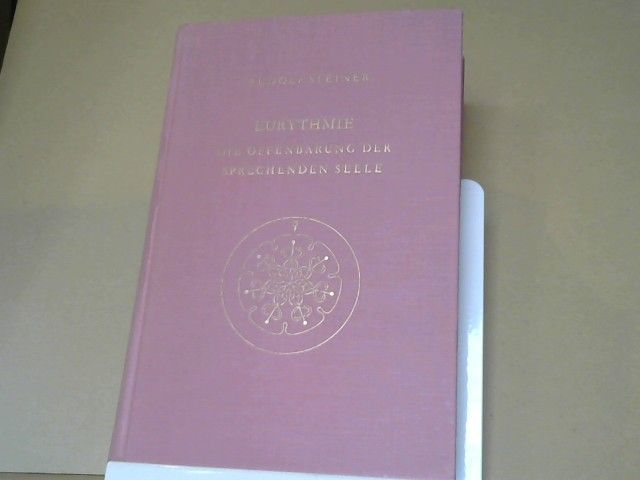 RUDOLF STEINER
EURYTHMIE
DIE OFFENBARUNG DER
SPRECHENDEN SEELE